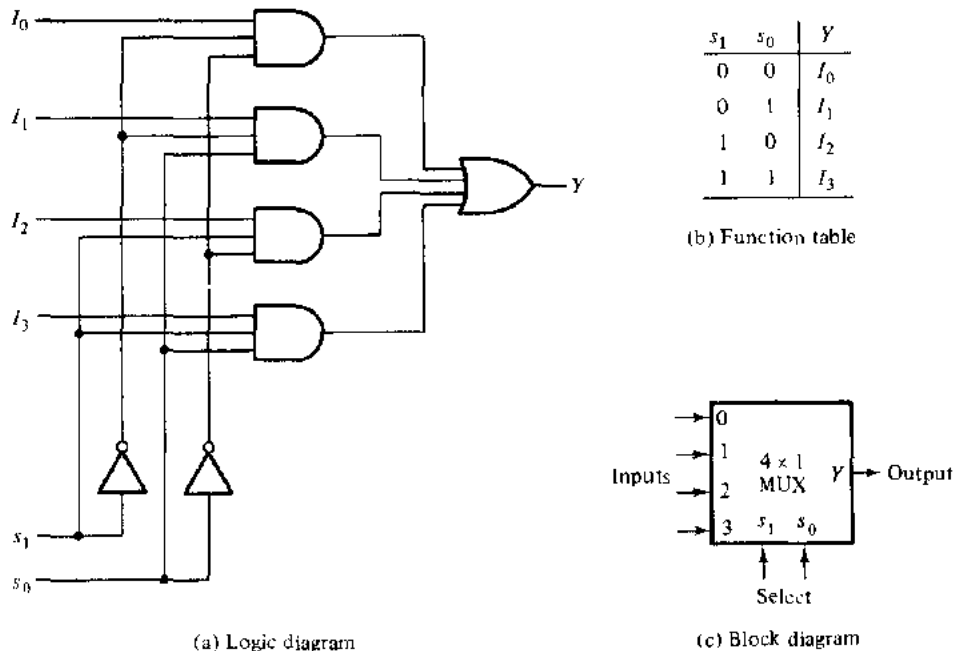 I₀
I₁
I₂
I₃
s₁
s₀
Y
(a) Logic diagram
s₁ s₀ Y
0 0 I₀
0 1 I₁
1 0 I₂
1 1 I₃
(b) Function table
Inputs
0
1
2
3
4 × 1
MUX
Y
Output
s₁ s₀
Select
(c) Block diagram